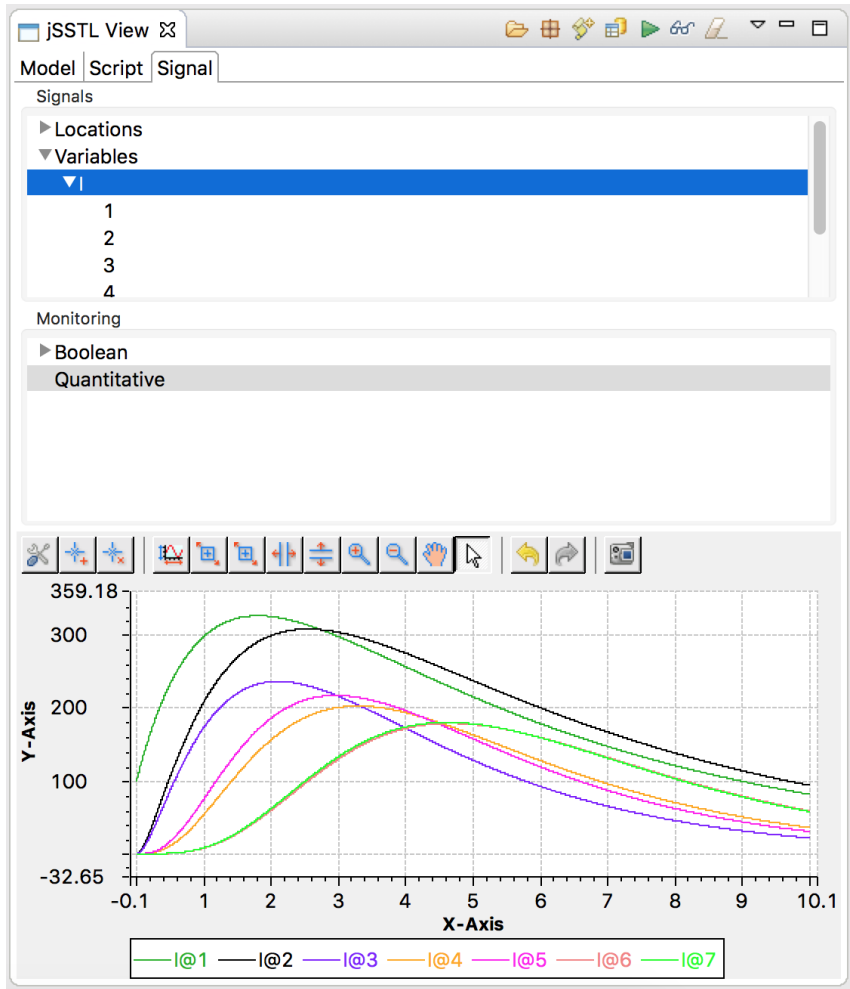 jSSTL View
Model Script Signal
Signals
Locations
Variables
I
1
2
3
4
Monitoring
Boolean
Quantitative
359.18
300
200
100
-32.65
Y-Axis
-0.1 1 2 3 4 5 6 7 8 9 10.1
X-Axis
I@1 I@2 I@3 I@4 I@5 I@6 I@7